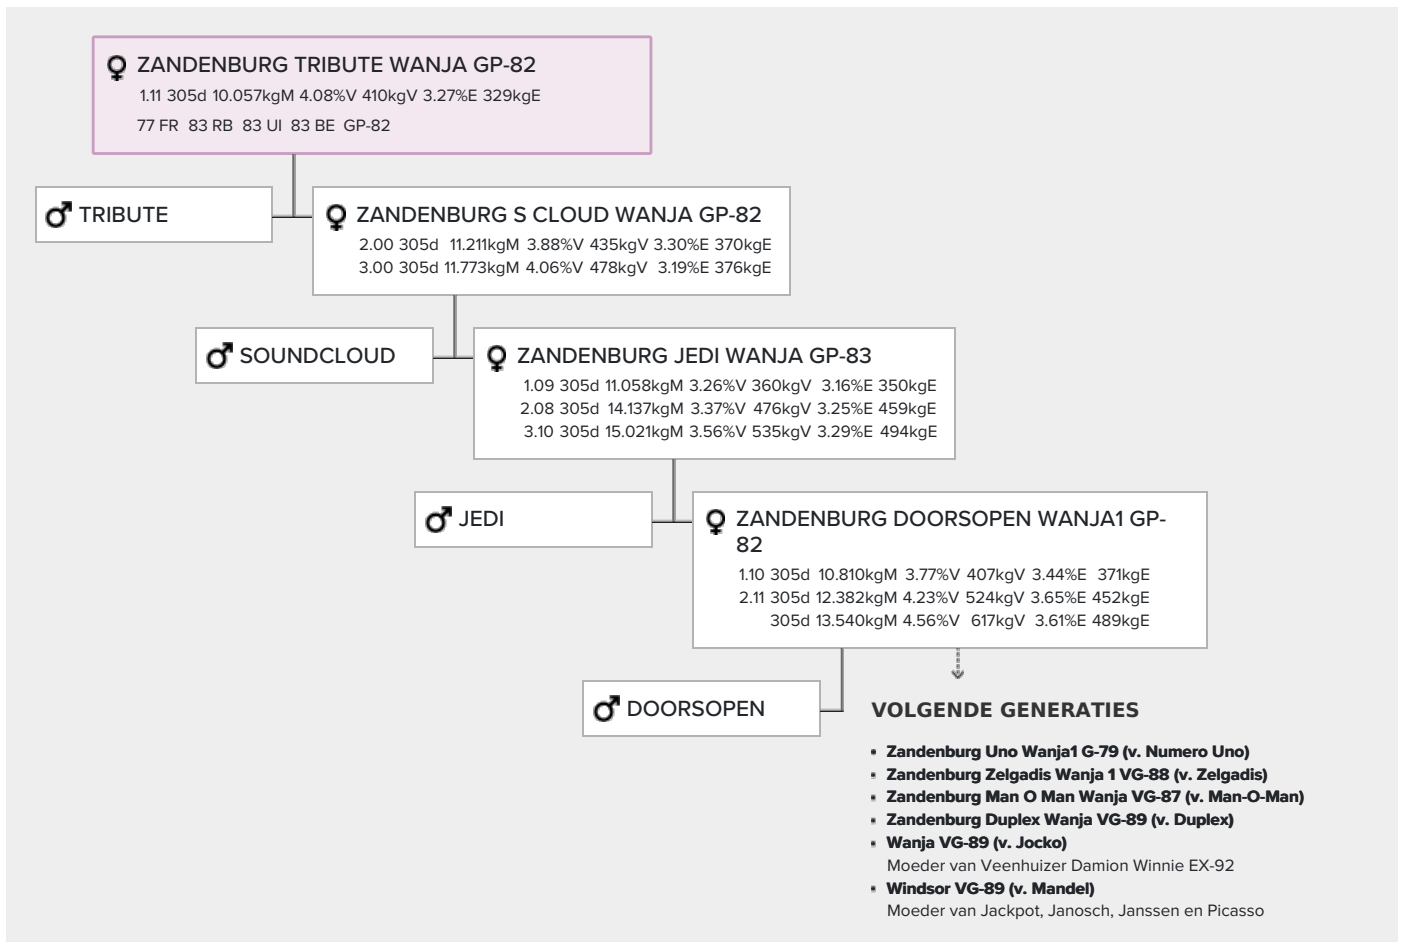 ZANDENBURG TRIBUTE WANJA GP-82
1.11 305d 10.057kgM 4.08%V 410kgV 3.27%E 329kgE
77 FR 83 RB 83 UI 83 BE GP-82
TRIBUTE
ZANDENBURG S CLOUD WANJA GP-82
2.00 305d 11.211kgM 3.88%V 435kgV 3.30%E 370kgE
3.00 305d 11.773kgM 4.06%V 478kgV 3.19%E 376kgE
SOUNDCLOUD
ZANDENBURG JEDI WANJA GP-83
1.09 305d 11.058kgM 3.26%V 360kgV 3.16%E 350kgE
2.08 305d 14.137kgM 3.37%V 476kgV 3.25%E 459kgE
3.10 305d 15.021kgM 3.56%V 535kgV 3.29%E 494kgE
JEDI
ZANDENBURG DOORSOPEN WANJA1 GP-
82
1.10 305d 10.810kgM 3.77%V 407kgV 3.44%E 371kgE
2.11 305d 12.382kgM 4.23%V 524kgV 3.65%E 452kgE
305d 13.540kgM 4.56%V 617kgV 3.61%E 489kgE
DOORSOPEN
VOLGENDE GENERATIES
▪ Zandenburg Uno Wanja1 G-79 (v. Numero Uno)
▪ Zandenburg Zelgadis Wanja 1 VG-88 (v. Zelgadis)
▪ Zandenburg Man O Man Wanja VG-87 (v. Man-O-Man)
▪ Zandenburg Duplex Wanja VG-89 (v. Duplex)
▪ Wanja VG-89 (v. Jocko)
Moeder van Veenhuizer Damion Winnie EX-92
▪ Windsor VG-89 (v. Mandel)
Moeder van Jackpot, Janosch, Janssen en Picasso